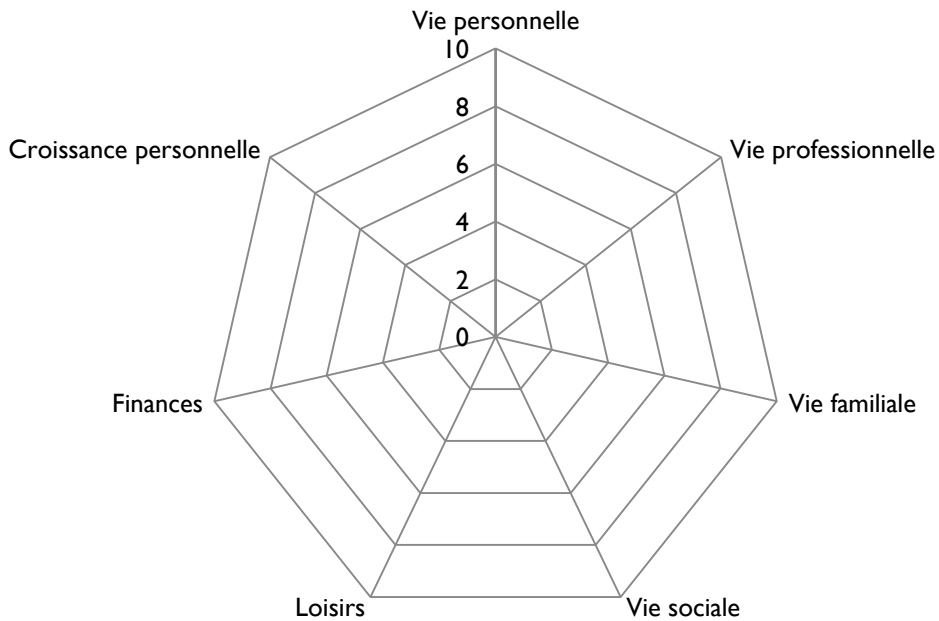 Vie personnelle
10
8
6
4
2
0
Croissance personnelle
Vie professionnelle
Finances
Vie familiale
Loisirs
Vie sociale